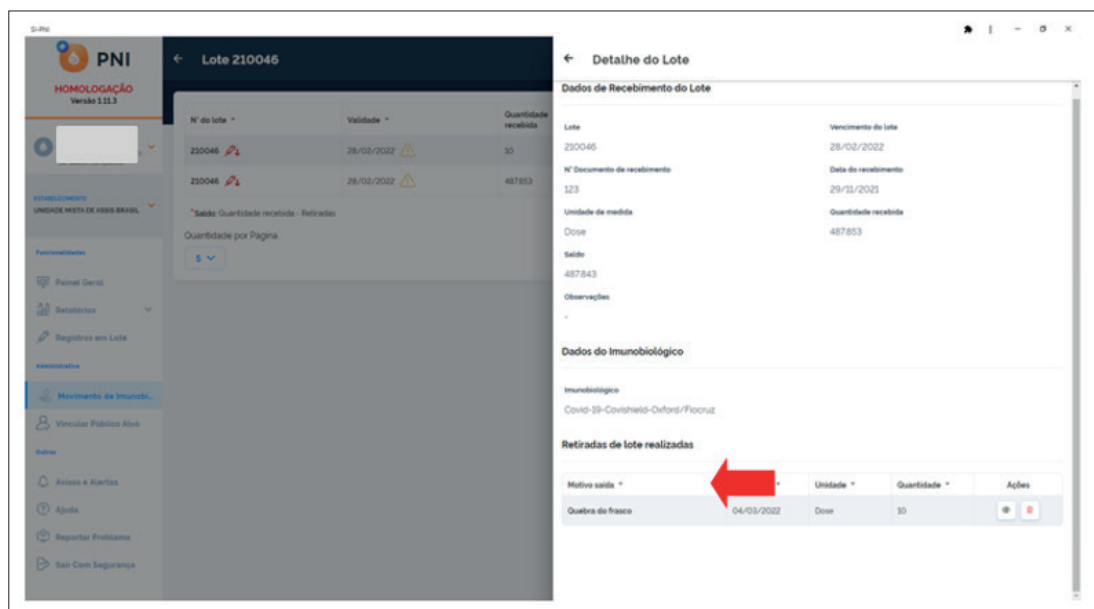 SI-PNI
PNI
HOMOLOGAÇÃO
Versão 1.11.3
ESTABELECIMENTO
UNIDADE MISTA DE ASSIS BRASIL
Funcionalidades
Painel Geral
Relatórios
Registros em Lote
Administrativo
Movimento de Imunobi...
Vincular Público Alvo
Outros
Avisos e Alertas
Ajuda
Reportar Problema
Sair Com Segurança
Lote 210046
N° do lote
Validade
Quantidade
recebida
210046
28/02/2022
10
210046
28/02/2022
487.853
*Saldo: Quantidade recebida - Retiradas
Quantidade por Página
5
Detalhe do Lote
Dados de Recebimento do Lote
Lote
Vencimento do lote
210046
28/02/2022
N° Documento de recebimento
Data do recebimento
123
29/11/2021
Unidade de medida
Quantidade recebida
Dose
487.853
Saldo
487.843
Observações
-
Dados do Imunobiológico
Imunobiológico
Covid-19-Covishield-Oxford/Fiocruz
Retiradas de lote realizadas
Motivo saída
Unidade
Quantidade
Ações
Quebra do frasco
04/03/2022
Dose
10